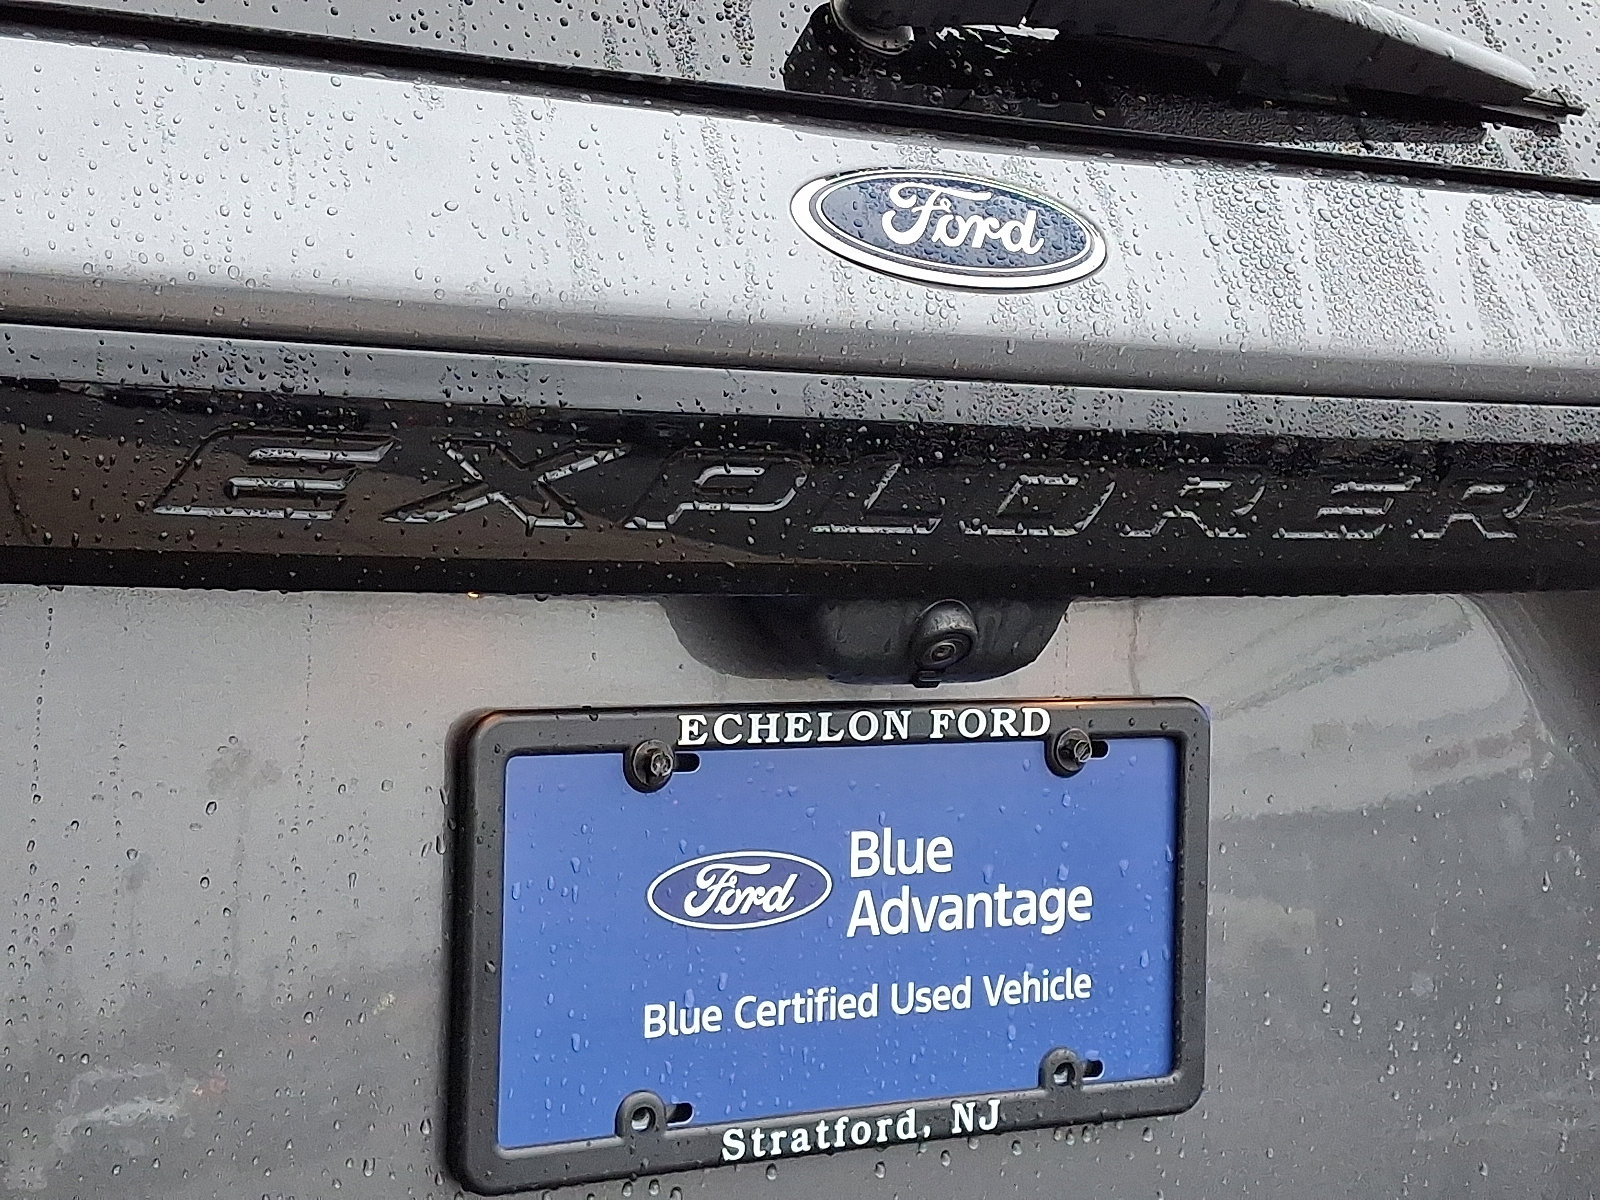 Ford
EXPLORER
ECHELON FORD
Ford
Blue
Advantage
Blue Certified Used Vehicle
Stratford, NJ